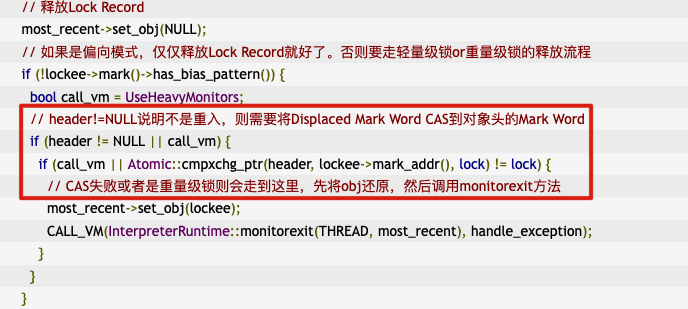 // 释放Lock Record
most_recent->set_obj(NULL);
// 如果是偏向模式，仅仅释放Lock Record就好了。否则要走轻量级锁or重量级锁的释放流程
if (!lockee->mark()->has_bias_pattern()) {
bool call_vm = UseHeavyMonitors;
// header!=NULL说明不是重入，则需要将Displaced Mark Word CAS到对象头的Mark Word
if (header != NULL || call_vm) {
if (call_vm || Atomic::cmpxchg_ptr(header, lockee->mark_addr(), lock) != lock) {
// CAS失败或者是重量级锁则会走到这里，先将obj还原，然后调用monitorexit方法
most_recent->set_obj(lockee);
CALL_VM(InterpreterRuntime::monitorexit(THREAD, most_recent), handle_exception);
}
}
}